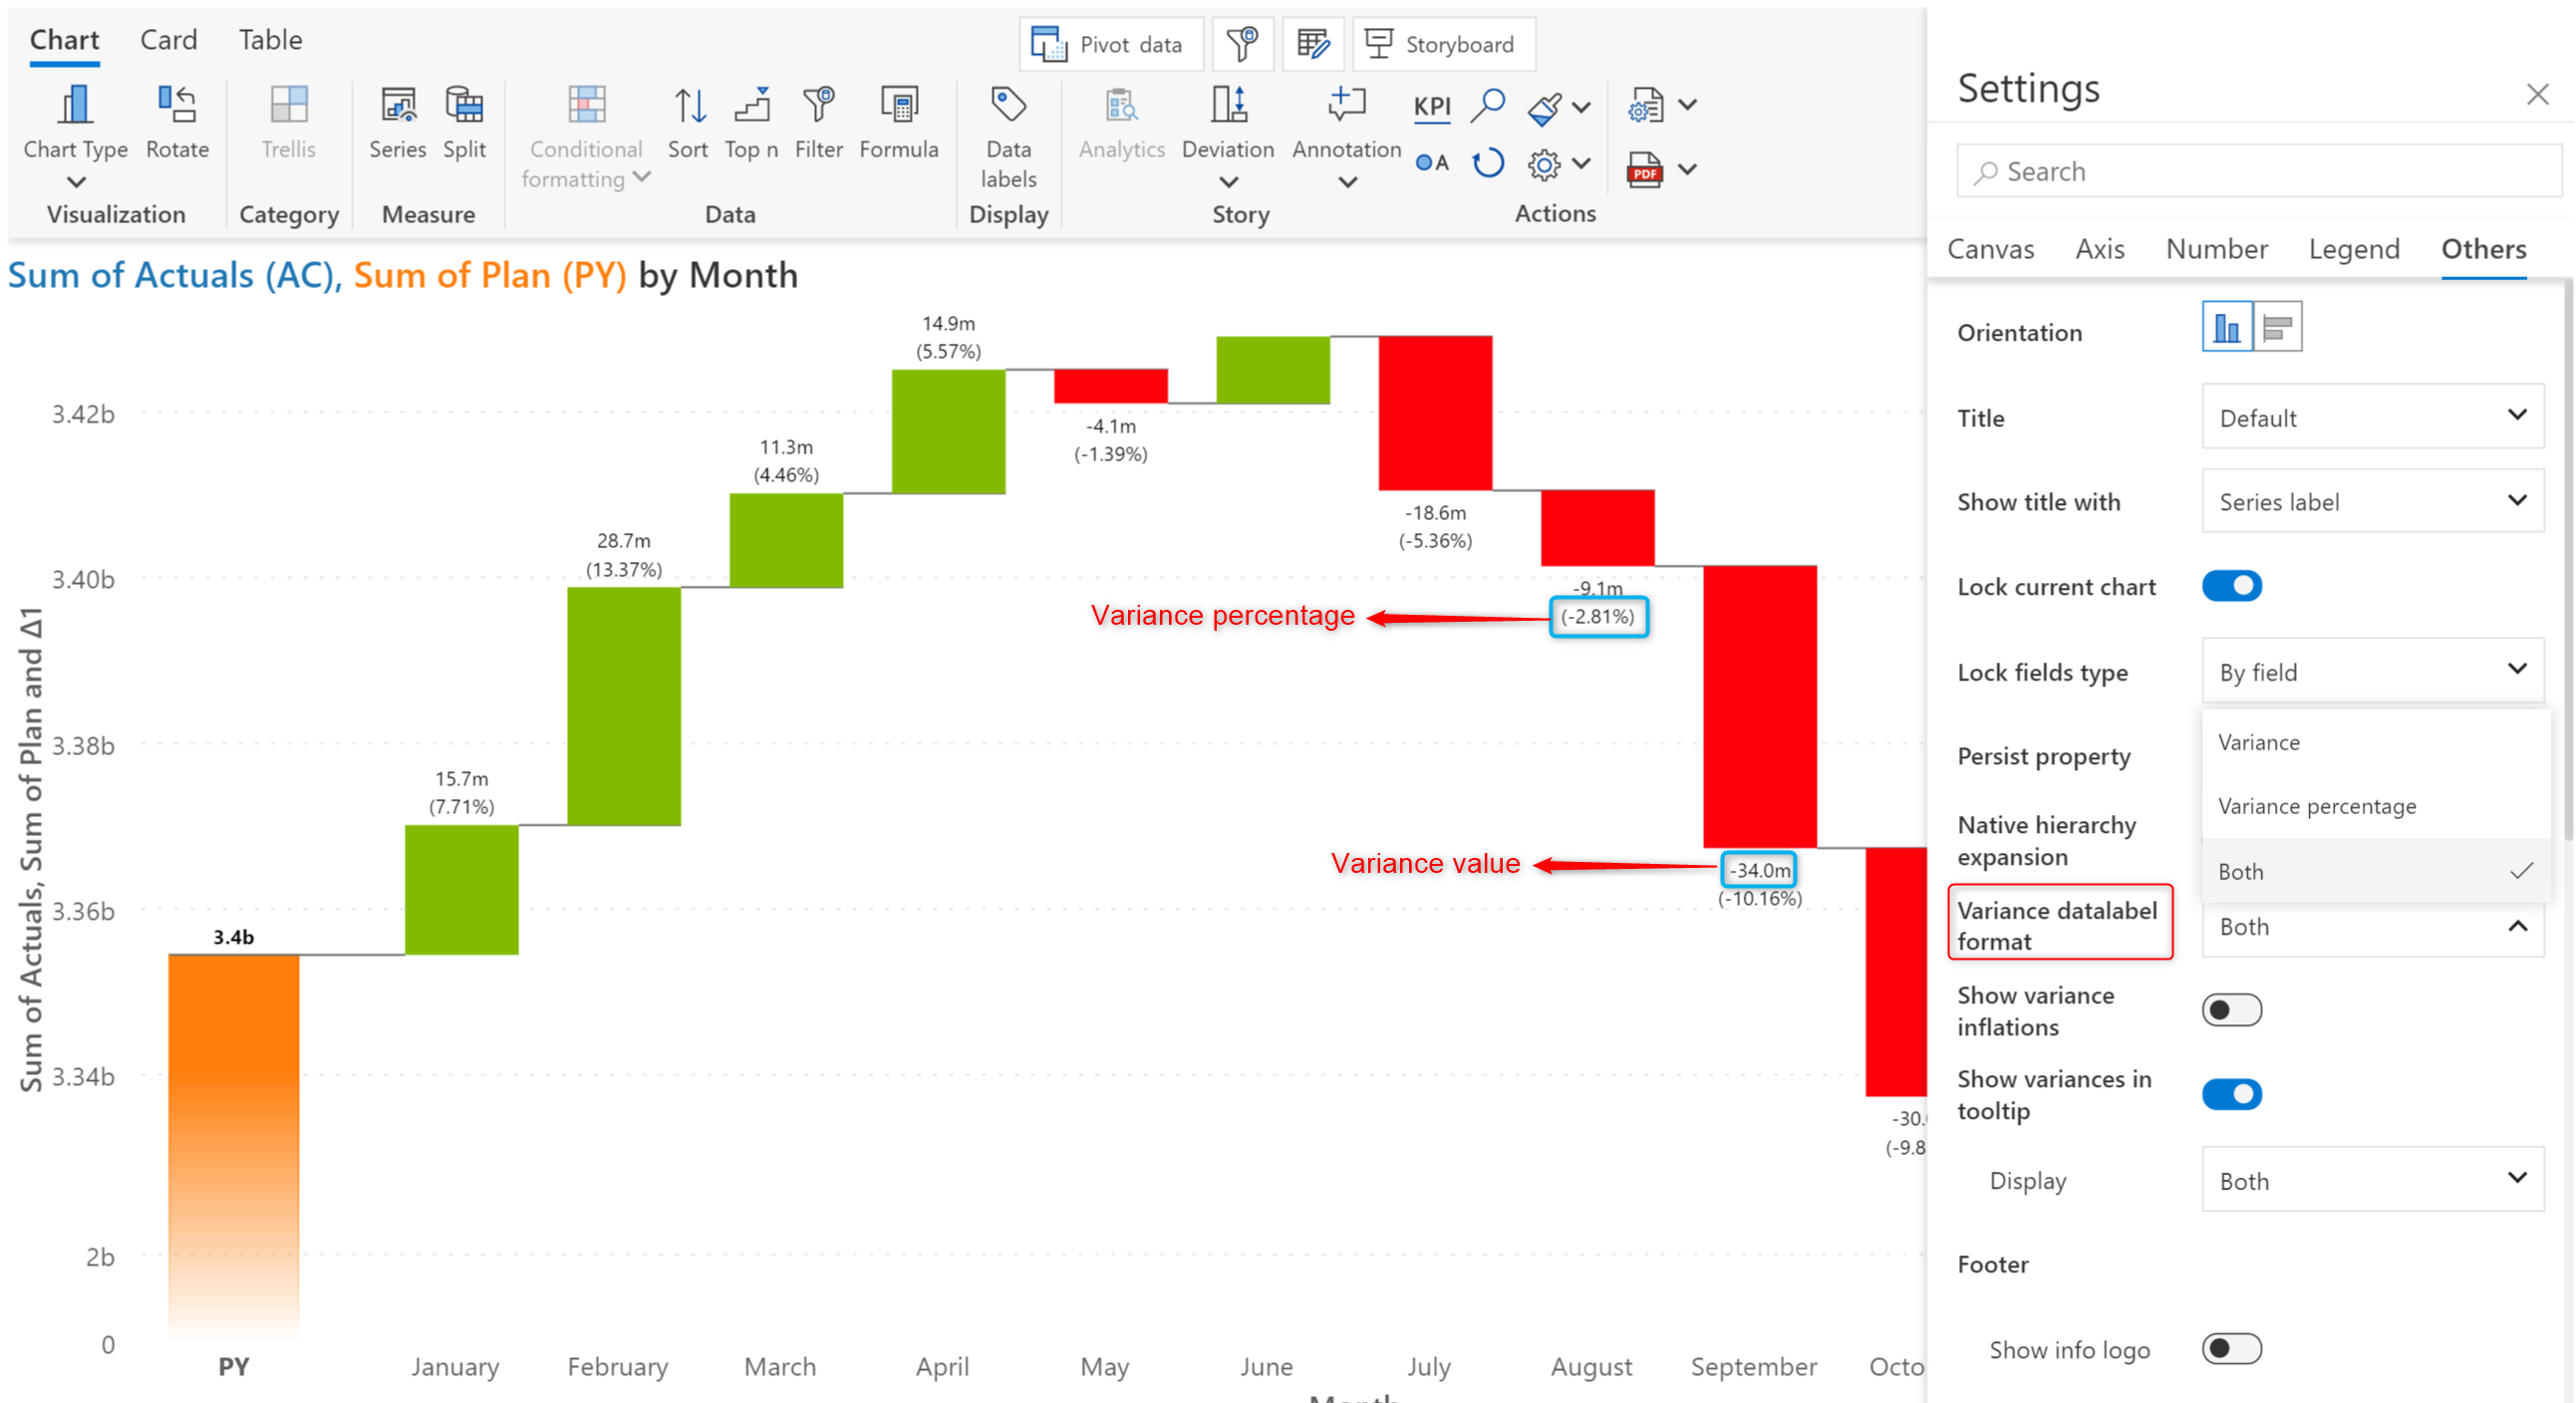 Chart Card Table
Pivot data
Storyboard
Chart Type
Rotate
Trellis
Series
Split
Conditional
formatting
Sort
Top n
Filter
Formula
Data
labels
Analytics
Deviation
Annotation
KPI
A
PDF
Visualization
Category
Measure
Data
Display
Story
Actions
Sum of Actuals (AC), Sum of Plan (PY) by Month
Sum of Actuals, Sum of Plan and Δ1
3.42b
3.40b
3.38b
3.36b
3.34b
2b
0
3.4b
15.7m
(7.71%)
28.7m
(13.37%)
11.3m
(4.46%)
14.9m
(5.57%)
-4.1m
(-1.39%)
-18.6m
(-5.36%)
-9.1m
(-2.81%)
Variance percentage
-34.0m
(-10.16%)
Variance value
-30.
(-9.8
PY
January
February
March
April
May
June
July
August
September
Octo
Month
Settings
Search
Canvas Axis Number Legend Others
Orientation
Title
Default
Show title with
Series label
Lock current chart
Lock fields type
By field
Persist property
Variance
Variance percentage
Native hierarchy
expansion
Both
Variance datalabel
format
Both
Show variance
inflations
Show variances in
tooltip
Display
Both
Footer
Show info logo